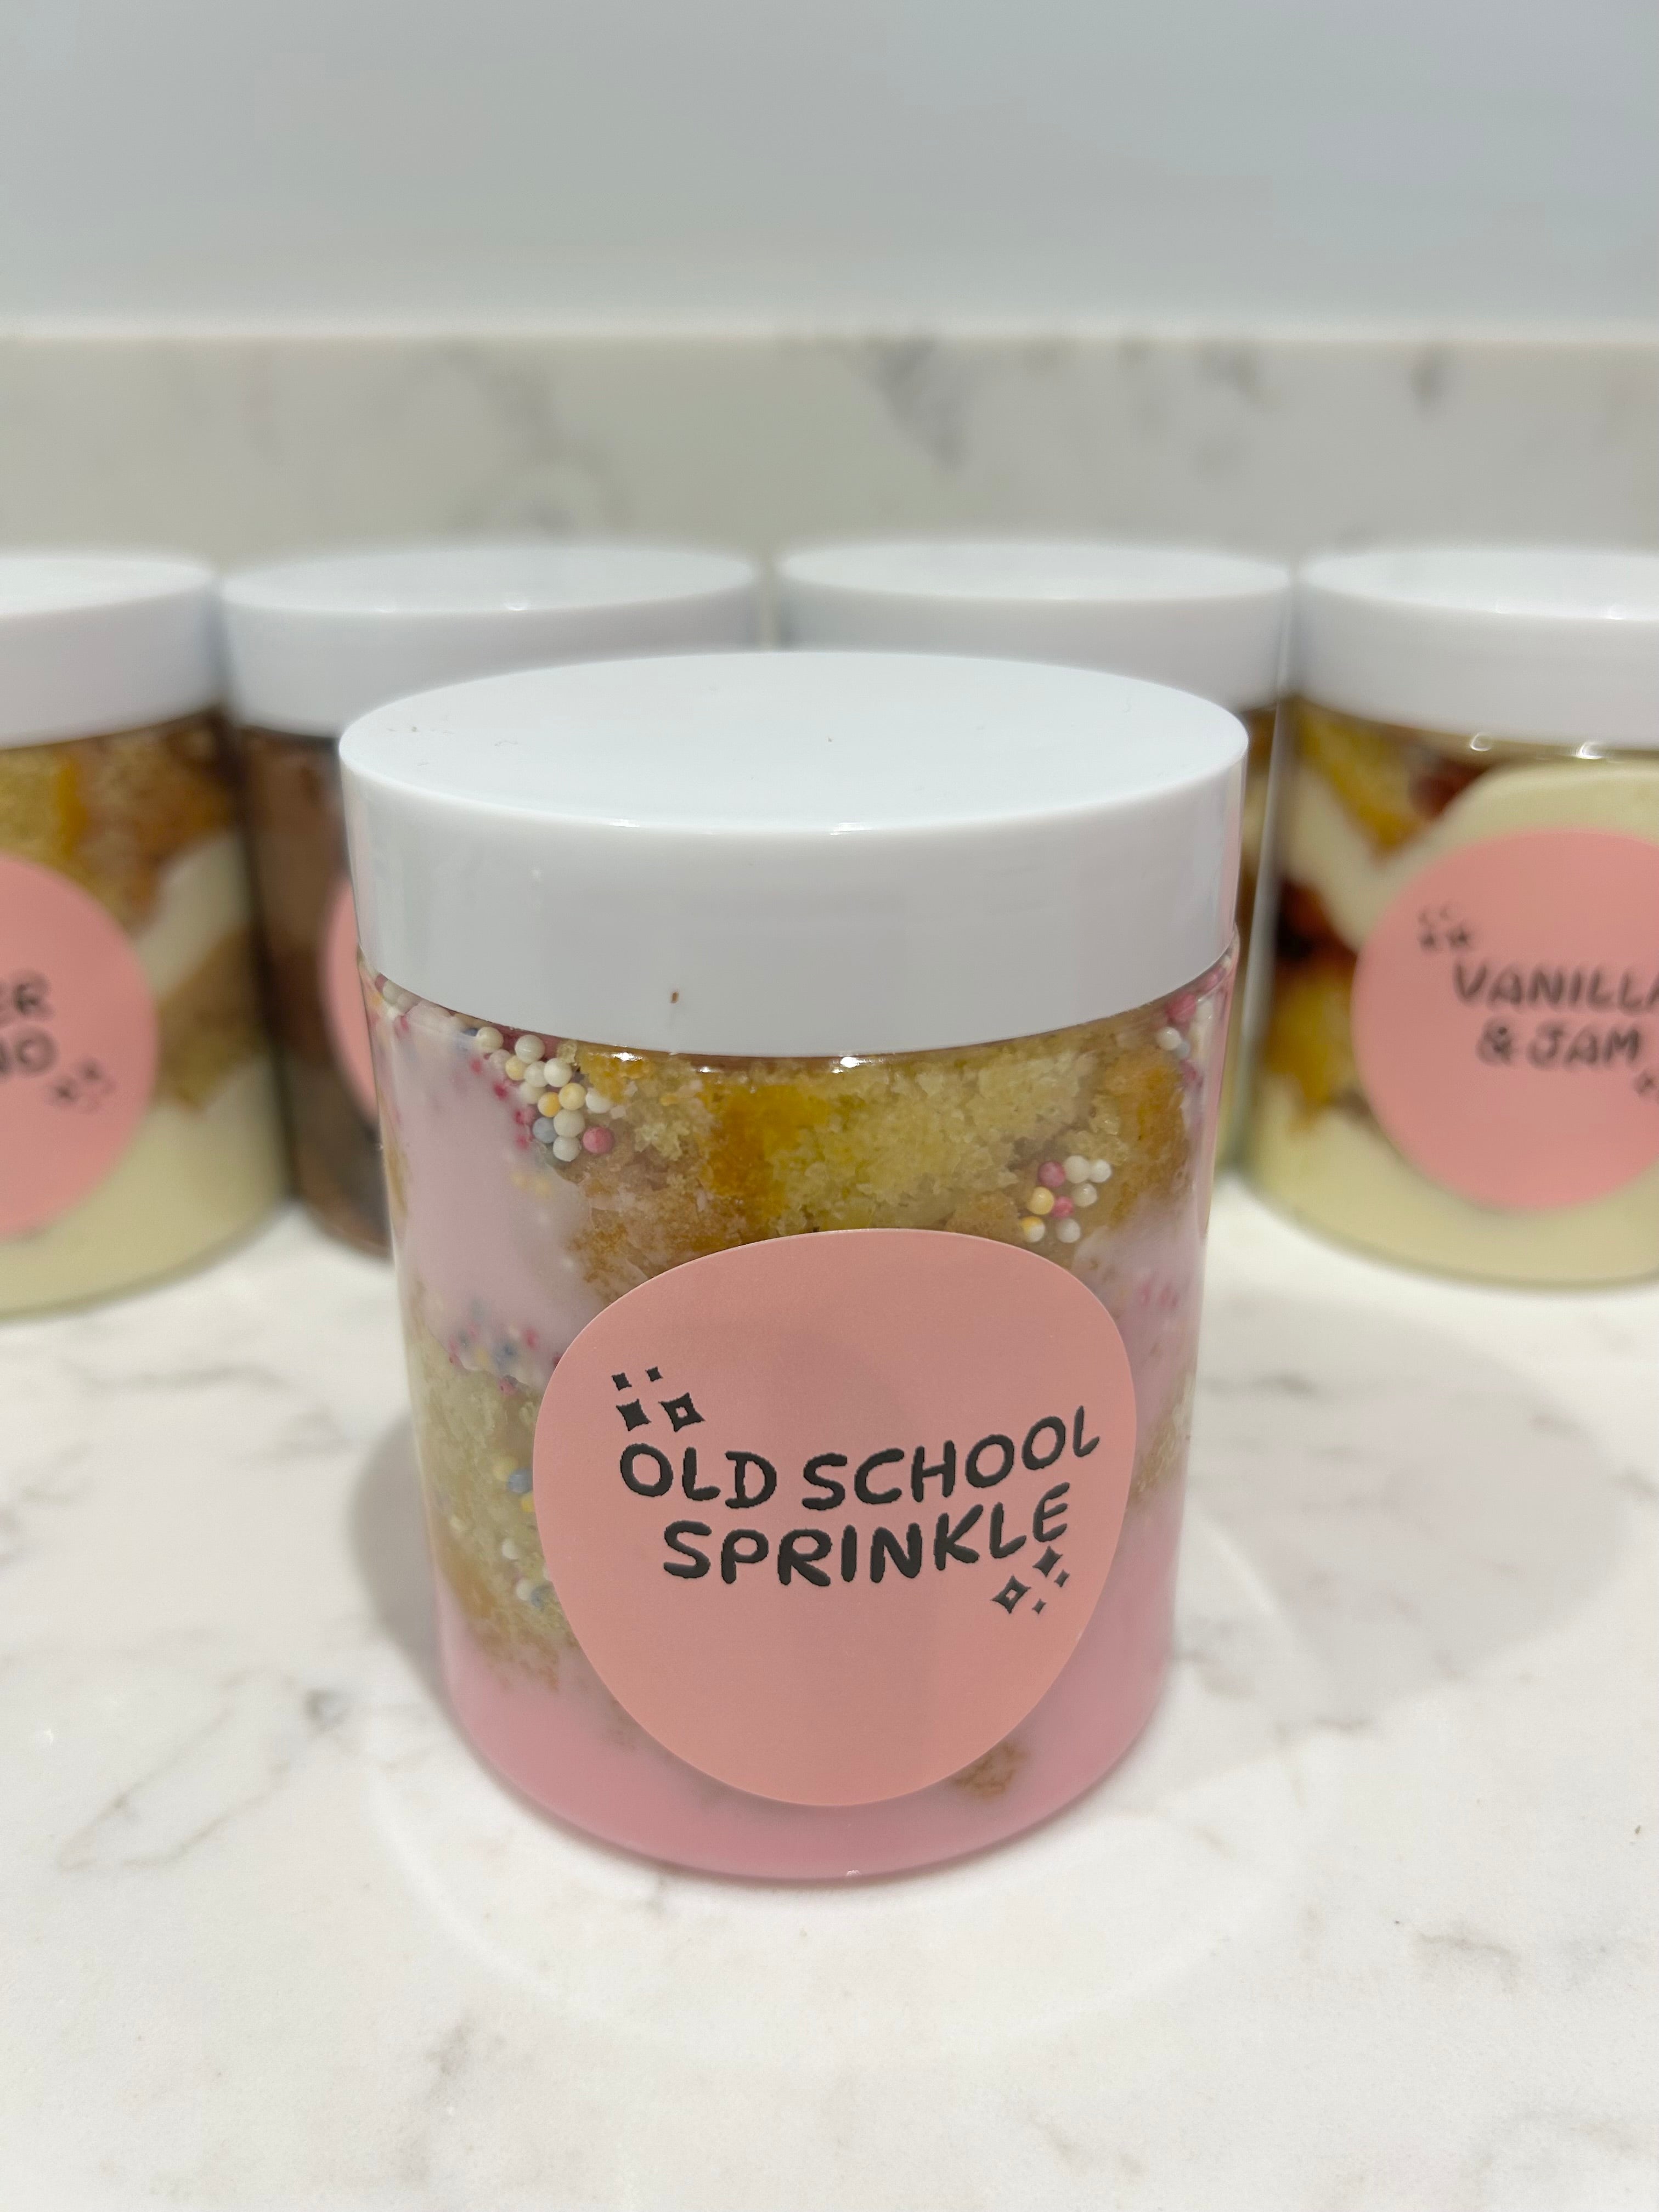 OLD SCHOOL
SPRINKLE
VANILLA
& JAM